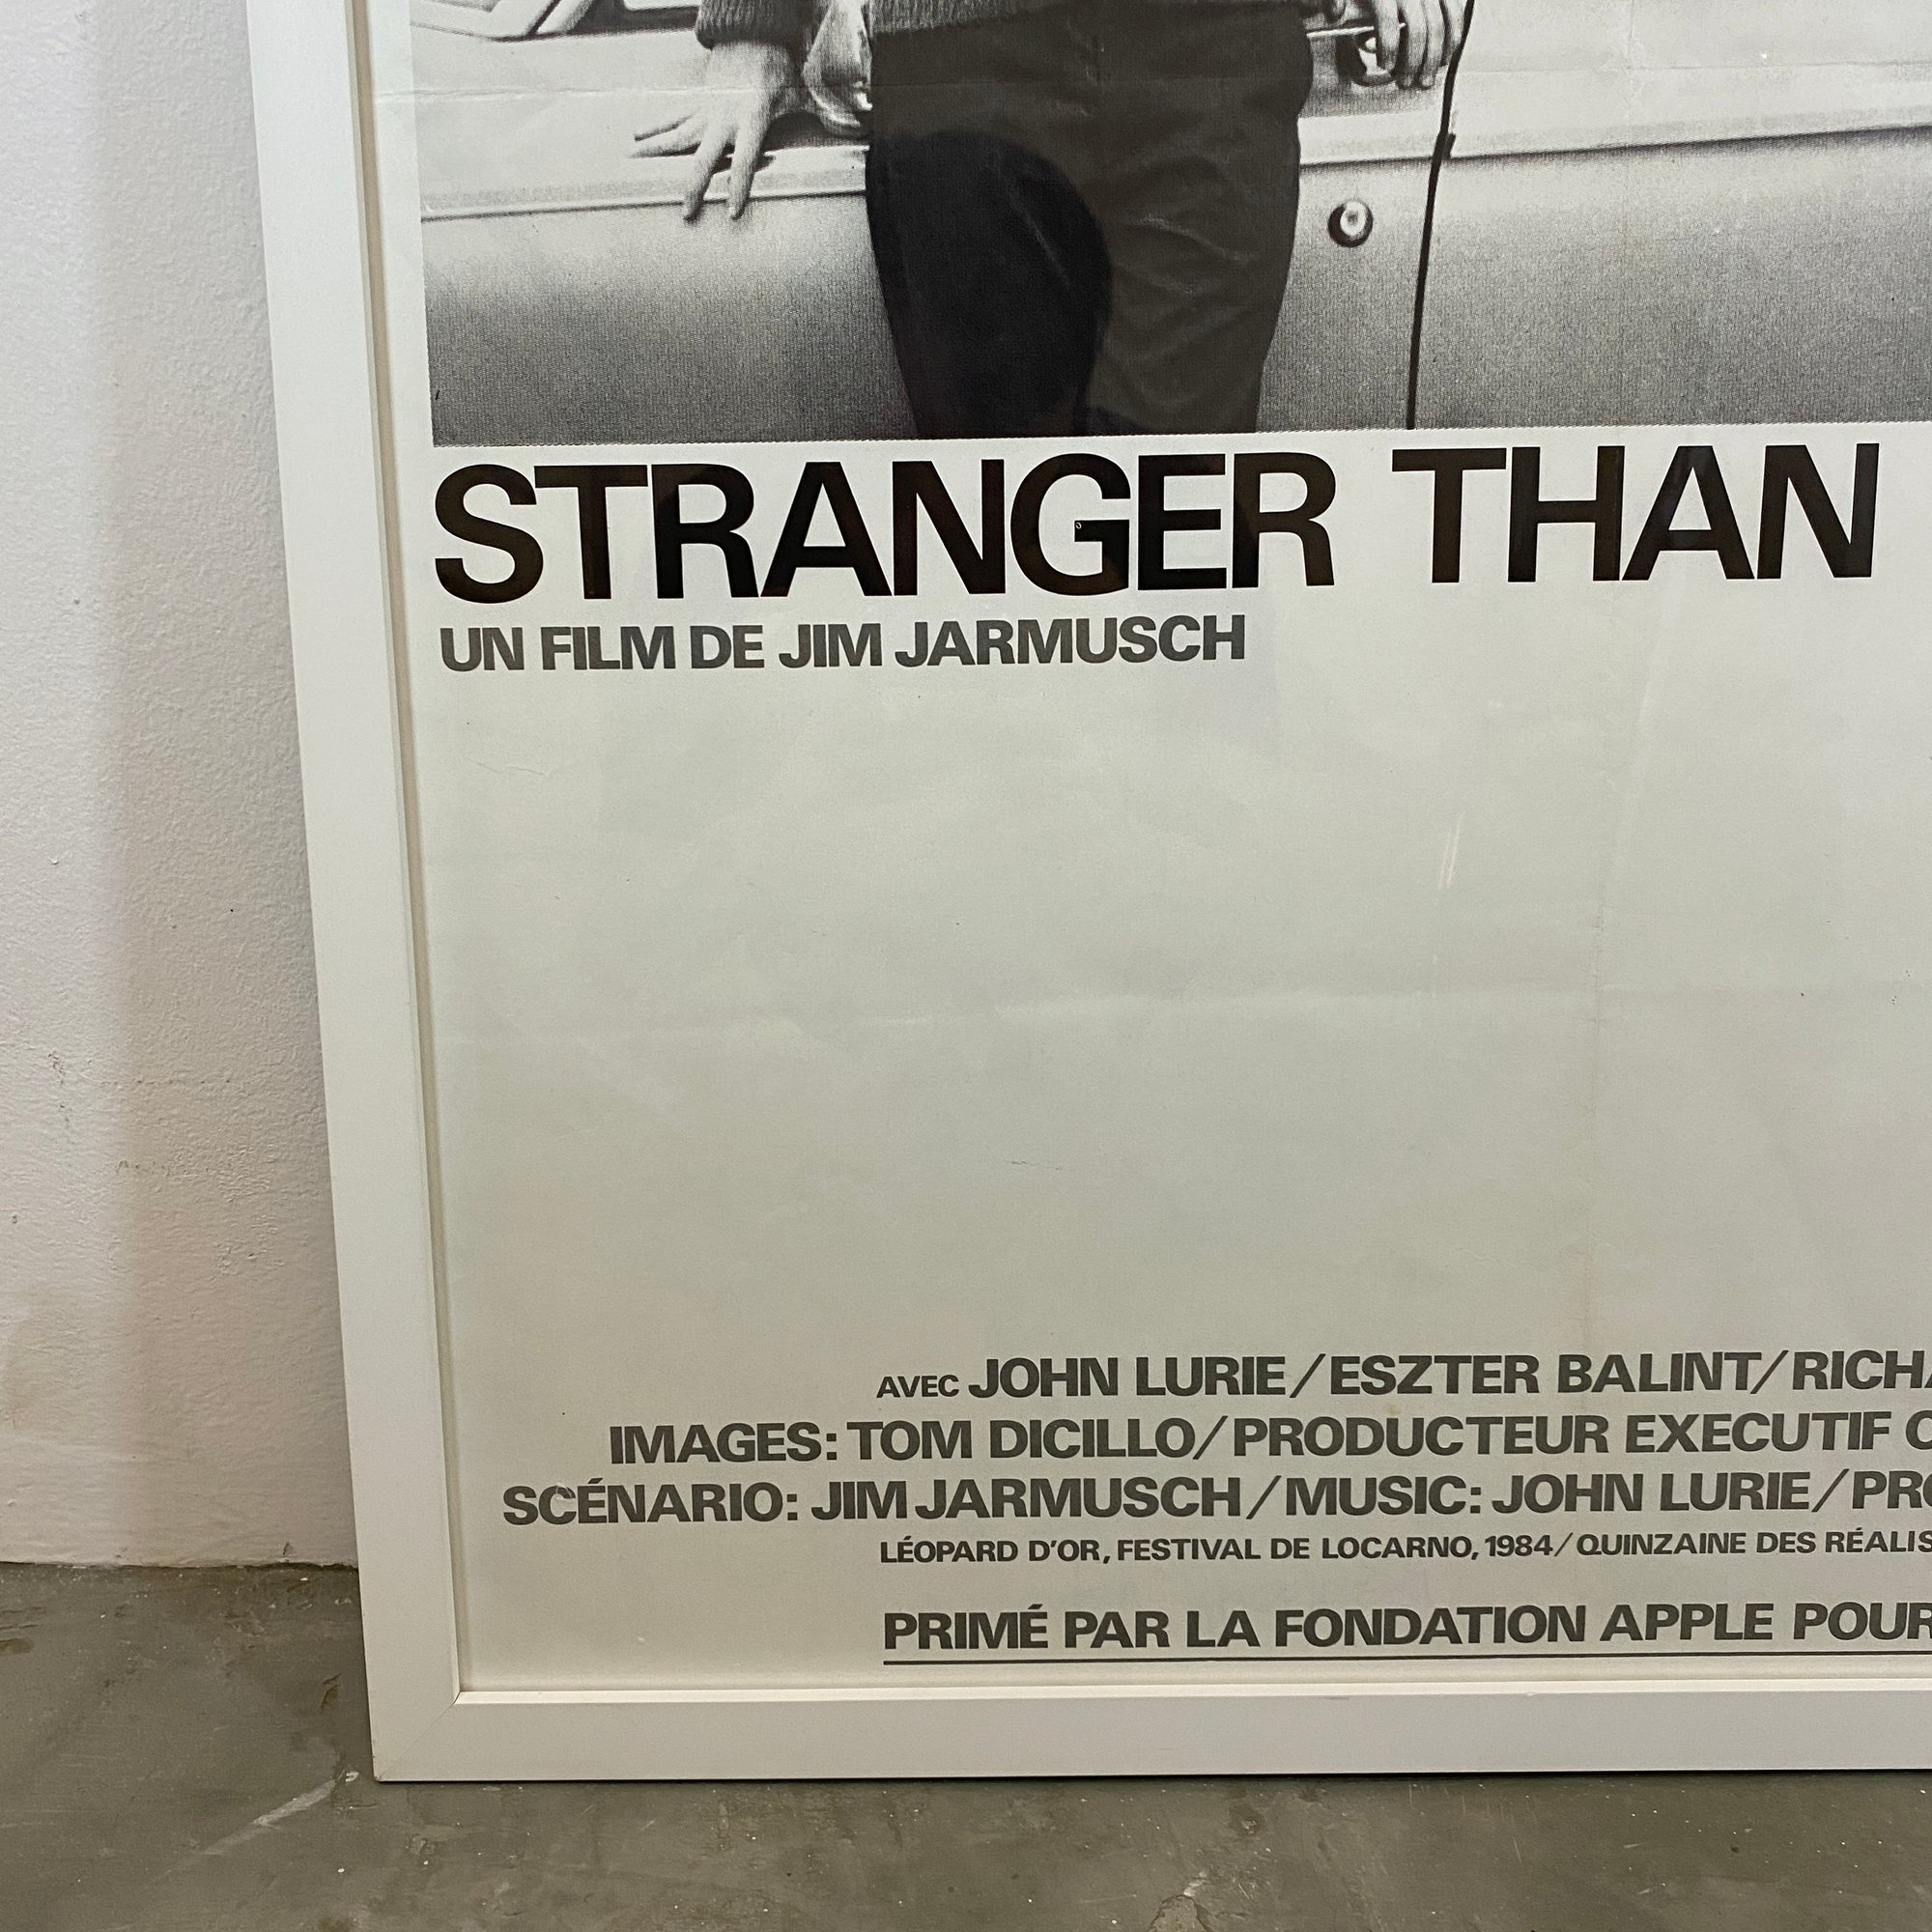 STRANGER THAN
UN FILM DE JIM JARMUSCH
AVEC JOHN LURIE/ESZTER BALINT/RICHA
IMAGES: TOM DICILLO/PRODUCTEUR EXECUTIF
SCÉNARIO: JIM JARMUSCH/MUSIC: JOHN LURIE/PRO
LÉOPARD D'OR, FESTIVAL DE LOCARNO, 1984/QUINZAINE DES RÉALIS
PRIMÉ PAR LA FONDATION APPLE POUR